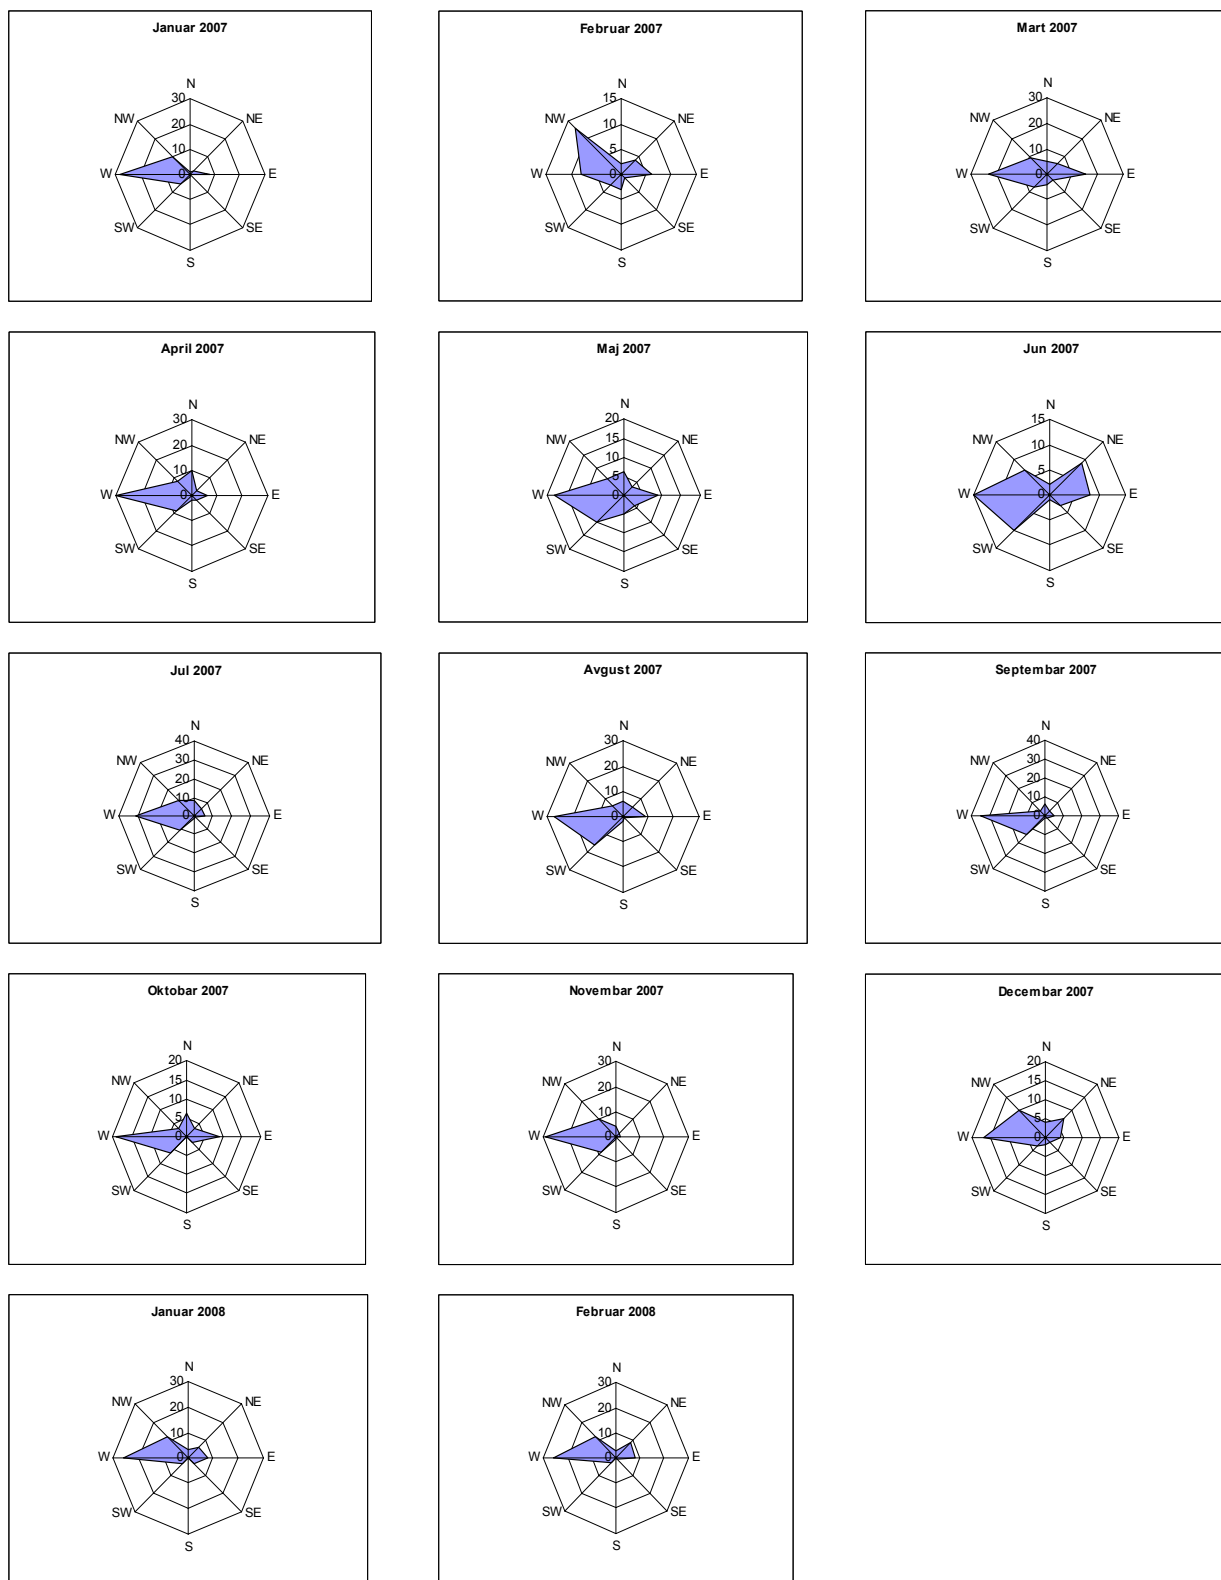 Januar 2007
N
30
NW
NE
20
10
W
0
E
SW
SE
S
Februar 2007
N
15
NW
NE
10
5
W
0
E
SW
SE
S
Mart 2007
N
30
NW
NE
20
10
W
0
E
SW
SE
S
April 2007
N
30
NW
NE
20
10
W
0
E
SW
SE
S
Maj 2007
N
20
NW
NE
15
10
5
W
0
E
SW
SE
S
Jun 2007
N
15
NW
NE
10
5
W
0
E
SW
SE
S
Jul 2007
N
40
NW
NE
30
20
10
W
0
E
SW
SE
S
Avgust 2007
N
30
NW
NE
20
10
W
0
E
SW
SE
S
Septembar 2007
N
40
NW
NE
30
20
10
W
0
E
SW
SE
S
Oktobar 2007
N
20
NW
NE
15
10
5
W
0
E
SW
SE
S
Novembar 2007
N
30
NW
NE
20
10
W
0
E
SW
SE
S
Decembar 2007
N
20
NW
NE
15
10
5
W
0
E
SW
SE
S
Januar 2008
N
30
NW
NE
20
10
W
0
E
SW
SE
S
Februar 2008
N
30
NW
NE
20
10
W
0
E
SW
SE
S